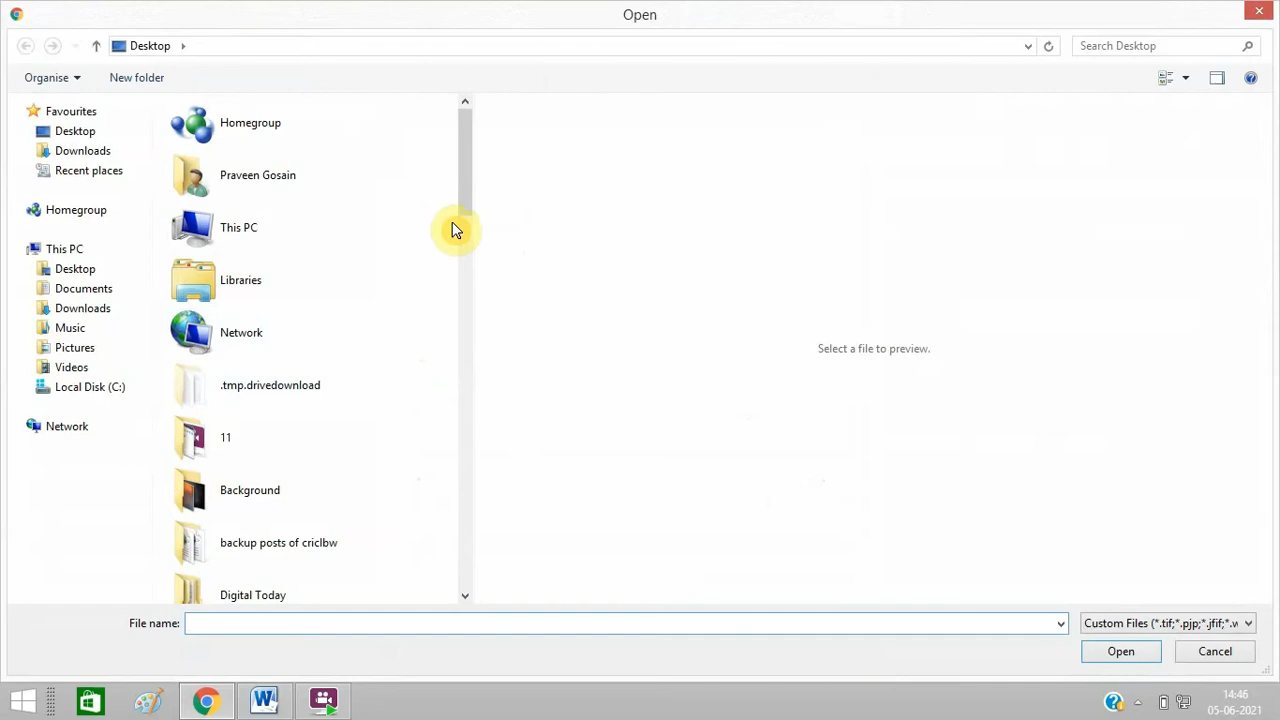 Open
Desktop
Search Desktop
Organise
New folder
Favourites
Desktop
Downloads
Recent places
Homegroup
This PC
Desktop
Documents
Downloads
Music
Pictures
Videos
Local Disk (C:)
Network
Homegroup
Praveen Gosain
This PC
Libraries
Network
.tmp.drivedownload
11
Background
backup posts of criclbw
Digital Today
Select a file to preview.
File name:
Custom Files (*.tif;*.pjp;*.jfif;*.w
Open
Cancel
14:46
05-06-2021